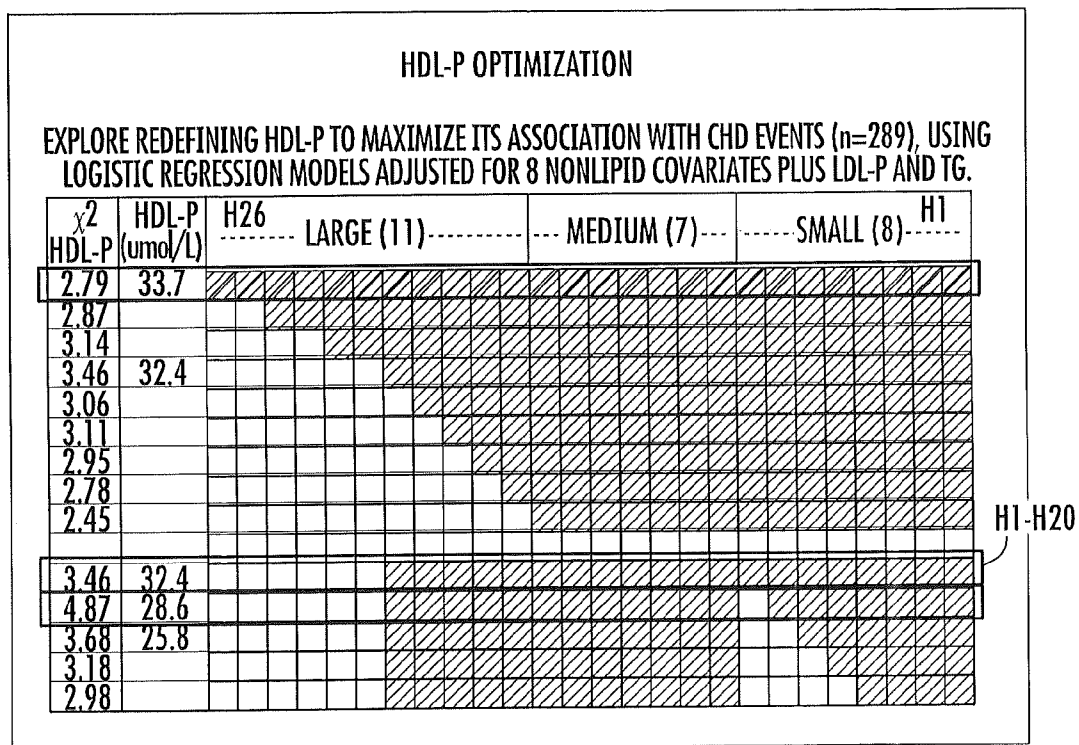 HDL-P OPTIMIZATION
EXPLORE REDEFINING HDL-P TO MAXIMIZE ITS ASSOCIATION WITH CHD EVENTS (n=289), USING
LOGISTIC REGRESSION MODELS ADJUSTED FOR 8 NONLIPID COVARIATES PLUS LDL-P AND TG.
χ2 HDL-P H26 H1
HDL-P (umol/L) -------- LARGE (11)---------- --- MEDIUM (7)--- ------SMALL (8)------
2.79 33.7
2.87
3.14
3.46 32.4
3.06
3.11
2.95
2.78
2.45
H1-H20
3.46 32.4
4.87 28.6
3.68 25.8
3.18
2.98